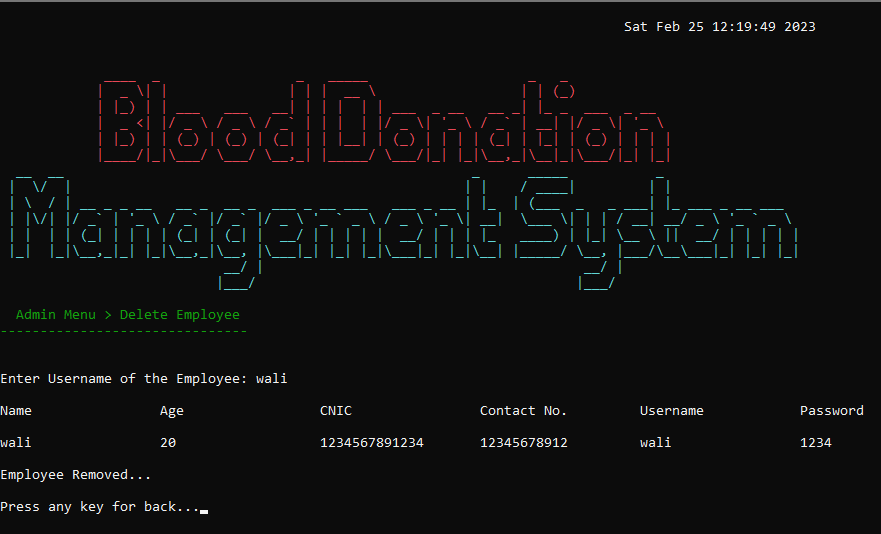 Sat Feb 25 12:19:49 2023
Blood Donation
Management System
Admin Menu > Delete Employee
-------------------------------
Enter Username of the Employee: wali
Name Age CNIC Contact No. Username Password
wali 20 1234567891234 12345678912 wali 1234
Employee Removed...
Press any key for back..._